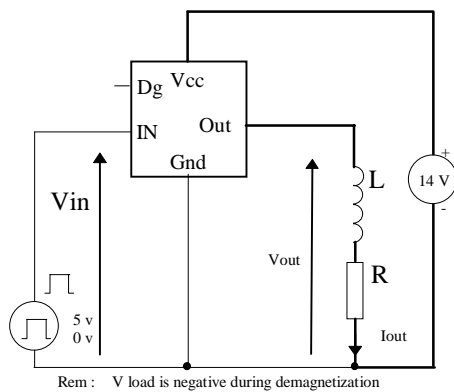 Vcc
Dg
IN
Out
Gnd
+
14 V
-
L
Vin
Vout
R
5 v
0 v
Iout
Rem : V load is negative during demagnetization